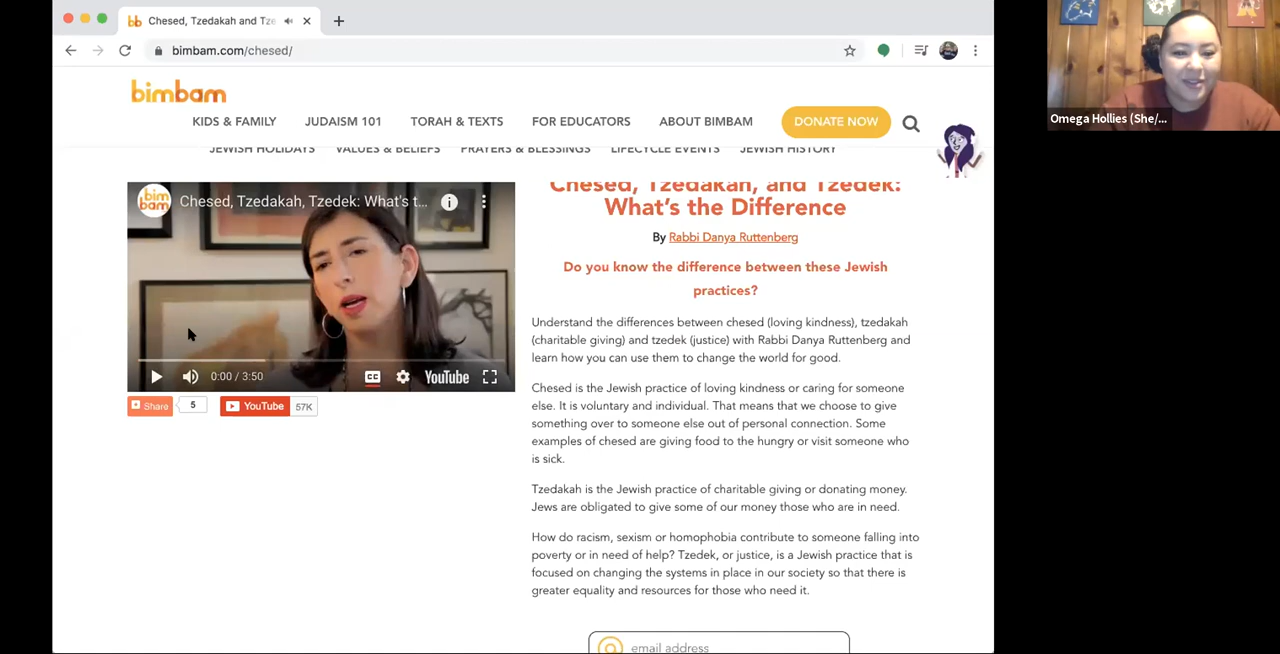 Chesed, Tzedakah and Tze
bimbam.com/chesed/
bimbam
KIDS & FAMILY JUDAISM 101 TORAH & TEXTS FOR EDUCATORS ABOUT BIMBAM DONATE NOW
JEWISH HOLIDAYS VALUES & BELIEFS PRAYERS & BLESSINGS LIFECYCLE EVENTS JEWISH HISTORY
bim
bam
Chesed, Tzedakah, Tzedek: What's t...
0:00 / 3:50
CC
YouTube
Share
5
YouTube
57K
Chesed, Tzedakah, and Tzedek:
What's the Difference
By Rabbi Danya Ruttenberg
Do you know the difference between these Jewish
practices?
Understand the differences between chesed (loving kindness), tzedakah
(charitable giving) and tzedek (justice) with Rabbi Danya Ruttenberg and
learn how you can use them to change the world for good.
Chesed is the Jewish practice of loving kindness or caring for someone
else. It is voluntary and individual. That means that we choose to give
something over to someone else out of personal connection. Some
examples of chesed are giving food to the hungry or visit someone who
is sick.
Tzedakah is the Jewish practice of charitable giving or donating money.
Jews are obligated to give some of our money those who are in need.
How do racism, sexism or homophobia contribute to someone falling into
poverty or in need of help? Tzedek, or justice, is a Jewish practice that is
focused on changing the systems in place in our society so that there is
greater equality and resources for those who need it.
@ email address
Omega Hollies (She/...